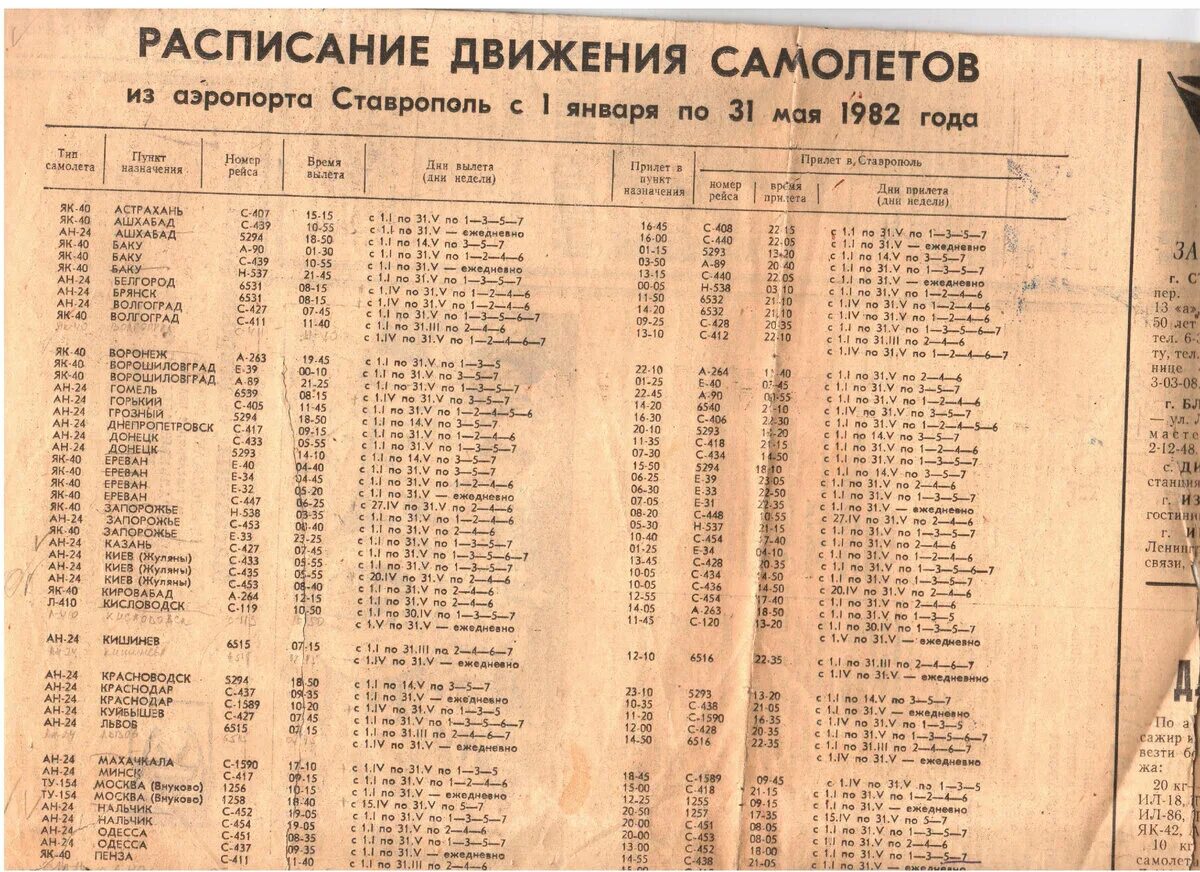 РАСПИСАНИЕ ДВИЖЕНИЯ САМОЛЕТОВ
из аэропорта Ставрополь с 1 января по 31 мая 1982 года
Тип самолета Пункт назначения Номер рейса Время вылета Дни вылета (дни недели) Прилет в пункт назначения Прилет в Ставрополь
номер рейса время прилета Дни прилета (дни недели)
ЯК-40 АСТРАХАНЬ С-407 15-15 с 1.I по 31.V по 1—3—5—7 16-45 С-408 22-15 с 1.I по 31.V по 1—3—5—7
ЯК-40 АШХАБАД С-439 10-55 с 1.I по 31.V — ежедневно 16-00 С-440 22-05 с 1.I по 31.V — ежедневно
АН-24 АШХАБАД 5294 18-50 с 1.I по 14.V по 3—5—7 01-15 5293 13-20 с 1.I по 14.V по 3—5—7
ЯК-40 БАКУ А-90 01-30 с 1.I по 31.V по 1—3—5—7 03-50 А-89 20-40 с 1.I по 31.V по 1—3—5—7
ЯК-40 БАКУ С-439 10-55 с 1.I по 31.V — ежедневно 13-15 С-440 22-05 с 1.I по 31.V — ежедневно
ЯК-40 БАКУ Н-537 21-45 с 1.I по 31.V по 1—3—5—7 00-05 Н-538 03-10 с 1.I по 31.V по 1—2—4—6
АН-24 БЕЛГОРОД 6531 08-15 с 1.IV по 31.V по 1—2—4—6 11-50 6532 21-10 с 1.IV по 31.V по 1—2—4—6
АН-24 БРЯНСК 6531 08-15 с 1.IV по 31.V по 1—2—4—6 14-20 6532 21-10 с 1.IV по 31.V по 1—2—4—6
АН-24 ВОЛГОГРАД С-427 07-45 с 1.I по 31.V по 1—3—5—6—7 09-25 С-428 20-35 с 1.I по 31.V по 1—3—5—6—7
ЯК-40 ВОЛГОГРАД С-411 11-40 с 1.I по 31.III по 2—4—6 13-10 С-412 22-10 с 1.I по 31.III по 2—4—6
с 1.IV по 31.V по 1—2—4—6—7 с 1.IV по 31.V по 1—2—4—6—7
ЯК-40 ВОРОНЕЖ А-263 19-45 с 1.I по 31.V по 1—3—5 22-10 А-264 11-40 с 1.I по 31.V по 2—4—6
ЯК-40 ВОРОШИЛОВГРАД Е-39 00-10 с 1.I по 31.V по 3—5—7 01-25 Е-40 03-45 с 1.I по 31.V по 3—5—7
ЯК-40 ВОРОШИЛОВГРАД А-89 21-25 с 1.I по 31.V по 1—3—5—7 22-45 А-90 00-55 с 1.I по 31.V по 1—3—5—7
АН-24 ГОМЕЛЬ 6539 08-15 с 1.IV по 31.V по 3—5—7 14-20 6540 21-10 с 1.IV по 31.V по 3—5—7
АН-24 ГОРЬКИЙ С-405 11-45 с 1.I по 31.V по 1—2—4—5—6 16-30 С-406 22-30 с 1.I по 31.V по 1—2—4—5—6
АН-24 ГРОЗНЫЙ 5294 18-50 с 1.I по 14.V по 3—5—7 20-10 5293 13-20 с 1.I по 14.V по 3—5—7
АН-24 ДНЕПРОПЕТРОВСК С-417 09-15 с 1.I по 31.V по 1—2—4—6 11-35 С-418 21-15 с 1.I по 31.V по 1—2—4—6
АН-24 ДОНЕЦК С-433 05-55 с 1.I по 31.V по 1—3—5—7 07-30 С-434 14-50 с 1.I по 31.V по 1—3—5—7
АН-24 ДОНЕЦК 5293 14-10 с 1.I по 14.V по 3—5—7 15-50 5294 18-10 с 1.I по 14.V по 3—5—7
ЯК-40 ЕРЕВАН Е-40 04-40 с 1.I по 31.V по 3—5—7 06-25 Е-39 23-05 с 1.I по 31.V по 2—4—6
ЯК-40 ЕРЕВАН Е-34 04-45 с 1.I по 31.V по 1—2—4—6 06-30 Е-33 22-50 с 1.I по 31.V по 1—3—5—7
ЯК-40 ЕРЕВАН Е-32 05-20 с 1.I по 31.V — ежедневно 07-05 Е-31 22-35 с 1.I по 31.V — ежедневно
ЯК-40 ЕРЕВАН С-447 06-25 с 27.IV по 31.V по 2—4—6 08-20 С-448 10-55 с 27.IV по 31.V по 2—4—6
ЯК-40 ЗАПОРОЖЬЕ Н-538 03-35 с 1.I по 31.V по 1—2—4—6 05-30 Н-537 21-15 с 1.I по 31.V по 1—3—5—7
АН-24 ЗАПОРОЖЬЕ С-453 08-40 с 1.I по 31.V по 2—4—6 10-40 С-454 17-40 с 1.I по 31.V по 2—4—6
ЯК-40 ЗАПОРОЖЬЕ Е-33 23-25 с 1.I по 31.V по 1—3—5—7 01-25 Е-34 04-10 с 1.I по 31.V по 1—2—4—6
АН-24 КАЗАНЬ С-427 07-45 с 1.I по 31.V по 1—3—5—6—7 13-45 С-428 20-35 с 1.I по 31.V по 1—3—5—6—7
АН-24 КИЕВ (Жуляны) С-433 05-55 с 1.I по 31.V по 1—3—5—7 10-05 С-434 14-50 с 1.I по 31.V по 1—3—5—7
АН-24 КИЕВ (Жуляны) С-435 05-55 с 20.IV по 31.V по 2—4—6 10-05 С-436 14-50 с 20.IV по 31.V по 2—4—6
АН-24 КИЕВ (Жуляны) С-453 08-40 с 1.I по 31.V по 2—4—6 12-55 С-454 17-40 с 1.I по 31.V по 2—4—6
ЯК-40 КИРОВАБАД А-264 12-15 с 1.I по 31.V по 2—4—6 14-05 А-263 18-50 с 1.I по 31.V по 1—3—5
Л-410 КИСЛОВОДСК С-119 10-50 с 1.I по 30.IV по 1—3—5—7 11-45 С-120 13-20 с 1.I по 30.IV по 1—3—5—7
с 1.V по 31.V — ежедневно с 1.V по 31.V — ежедневно
АН-24 КИШИНЕВ 6515 07-15 с 1.I по 31.III по 2—4—6—7 12-10 6516 22-35 с 1.I по 31.III по 2—4—6—7
с 1.IV по 31.V — ежедневно с 1.IV по 31.V — ежедневно
АН-24 КРАСНОВОДСК 5294 18-50 с 1.I по 14.V по 3—5—7 23-10 5293 13-20 с 1.I по 14.V по 3—5—7
АН-24 КРАСНОДАР С-437 09-35 с 1.I по 31.V — ежедневно 10-35 С-438 21-05 с 1.I по 31.V — ежедневно
АН-24 КРАСНОДАР С-1589 10-20 с 1.IV по 31.V по 1—3—5 11-20 С-1590 16-35 с 1.IV по 31.V по 1—3—5
АН-24 КУЙБЫШЕВ С-427 07-45 с 1.I по 31.V по 1—3—5—6—7 12-00 С-428 20-35 с 1.I по 31.V по 1—3—5—6—7
АН-24 ЛЬВОВ 6515 07-15 с 1.I по 31.III по 2—4—6—7 14-50 6516 22-35 с 1.I по 31.III по 2—4—6—7
с 1.IV по 31.V — ежедневно с 1.IV по 31.V — ежедневно
АН-24 МАХАЧКАЛА С-1590 17-10 с 1.IV по 31.V по 1—3—5 18-45 С-1589 09-45 с 1.IV по 31.V по 1—3—5
АН-24 МИНСК С-417 09-15 с 1.I по 31.V по 1—2—4—6 15-00 С-418 21-15 с 1.I по 31.V по 1—2—4—6
ТУ-154 МОСКВА (Внуково) 1256 10-15 с 1.I по 31.V — ежедневно 12-25 1255 09-15 с 1.I по 31.V — ежедневно
ТУ-154 МОСКВА (Внуково) 1258 18-40 с 15.IV по 31.V по 5—7 20-50 1257 17-35 с 15.IV по 31.V по 5—7
АН-24 НАЛЬЧИК С-452 19-05 с 1.I по 31.V по 1—3—5—7 20-00 С-451 08-05 с 1.I по 31.V по 1—3—5—7
АН-24 НАЛЬЧИК С-454 19-05 с 1.I по 31.V по 2—4—6 20-00 С-453 08-05 с 1.I по 31.V по 2—4—6
АН-24 ОДЕССА С-451 08-35 с 1.I по 31.V по 1—3—5—7 13-00 С-452 18-00 с 1.I по 31.V по 1—3—5—7
АН-24 ОДЕССА С-437 09-35 с 1.I по 31.V — ежедневно 14-55 С-438 21-05 с 1.I по 31.V — ежедневно
ЯК-40 ПЕНЗА С-411 11-40 с 1.I по 31.III по 2—4—6
ЗА
г. С
пер.
13 «а»,
50 лет
тел. 6-
ту, тел.
нице
3-03-08
г. БЛ
— ул. Л
масте
2-12-48.
с. ДИ
станция
г. ИЗ
гостини
г. И
Ленинг
связи,
ДА
По а
сажир и
везти бе
жа:
20 кг
ИЛ-18,
ИЛ-86,
ЯК-42,
10 кг
самолет